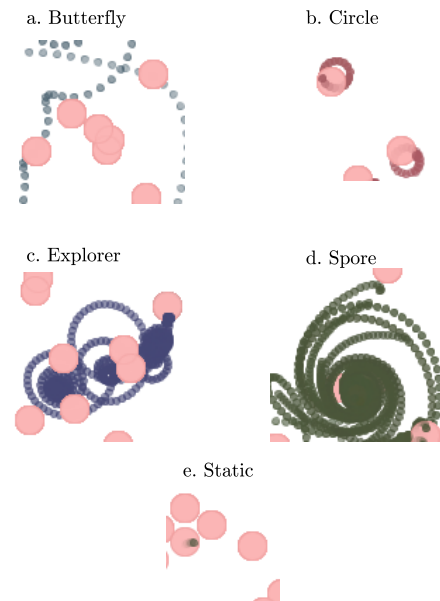 a. Butterfly
b. Circle
c. Explorer
d. Spore
e. Static